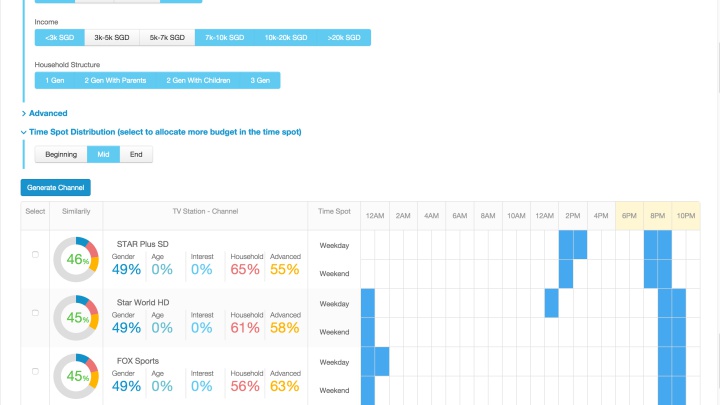 Income
<3k SGD 3k-5k SGD 5k-7k SGD 7k-10k SGD 10k-20k SGD >20k SGD
Household Structure
1 Gen 2 Gen With Parents 2 Gen With Children 3 Gen
Advanced
Time Spot Distribution (select to allocate more budget in the time spot)
Beginning Mid End
Generate Channel
Select Similarity TV Station - Channel Time Spot 12AM 2AM 4AM 6AM 8AM 10AM 12AM 2PM 4PM 6PM 8PM 10PM
STAR Plus SD
Weekday
Gender Age Interest Household Advanced
46% 49% 0% 0% 65% 55%
Weekend
Star World HD
Weekday
Gender Age Interest Household Advanced
45% 49% 0% 0% 61% 58%
Weekend
FOX Sports
Weekday
Gender Age Interest Household Advanced
45% 49% 0% 0% 56% 63%
Weekend